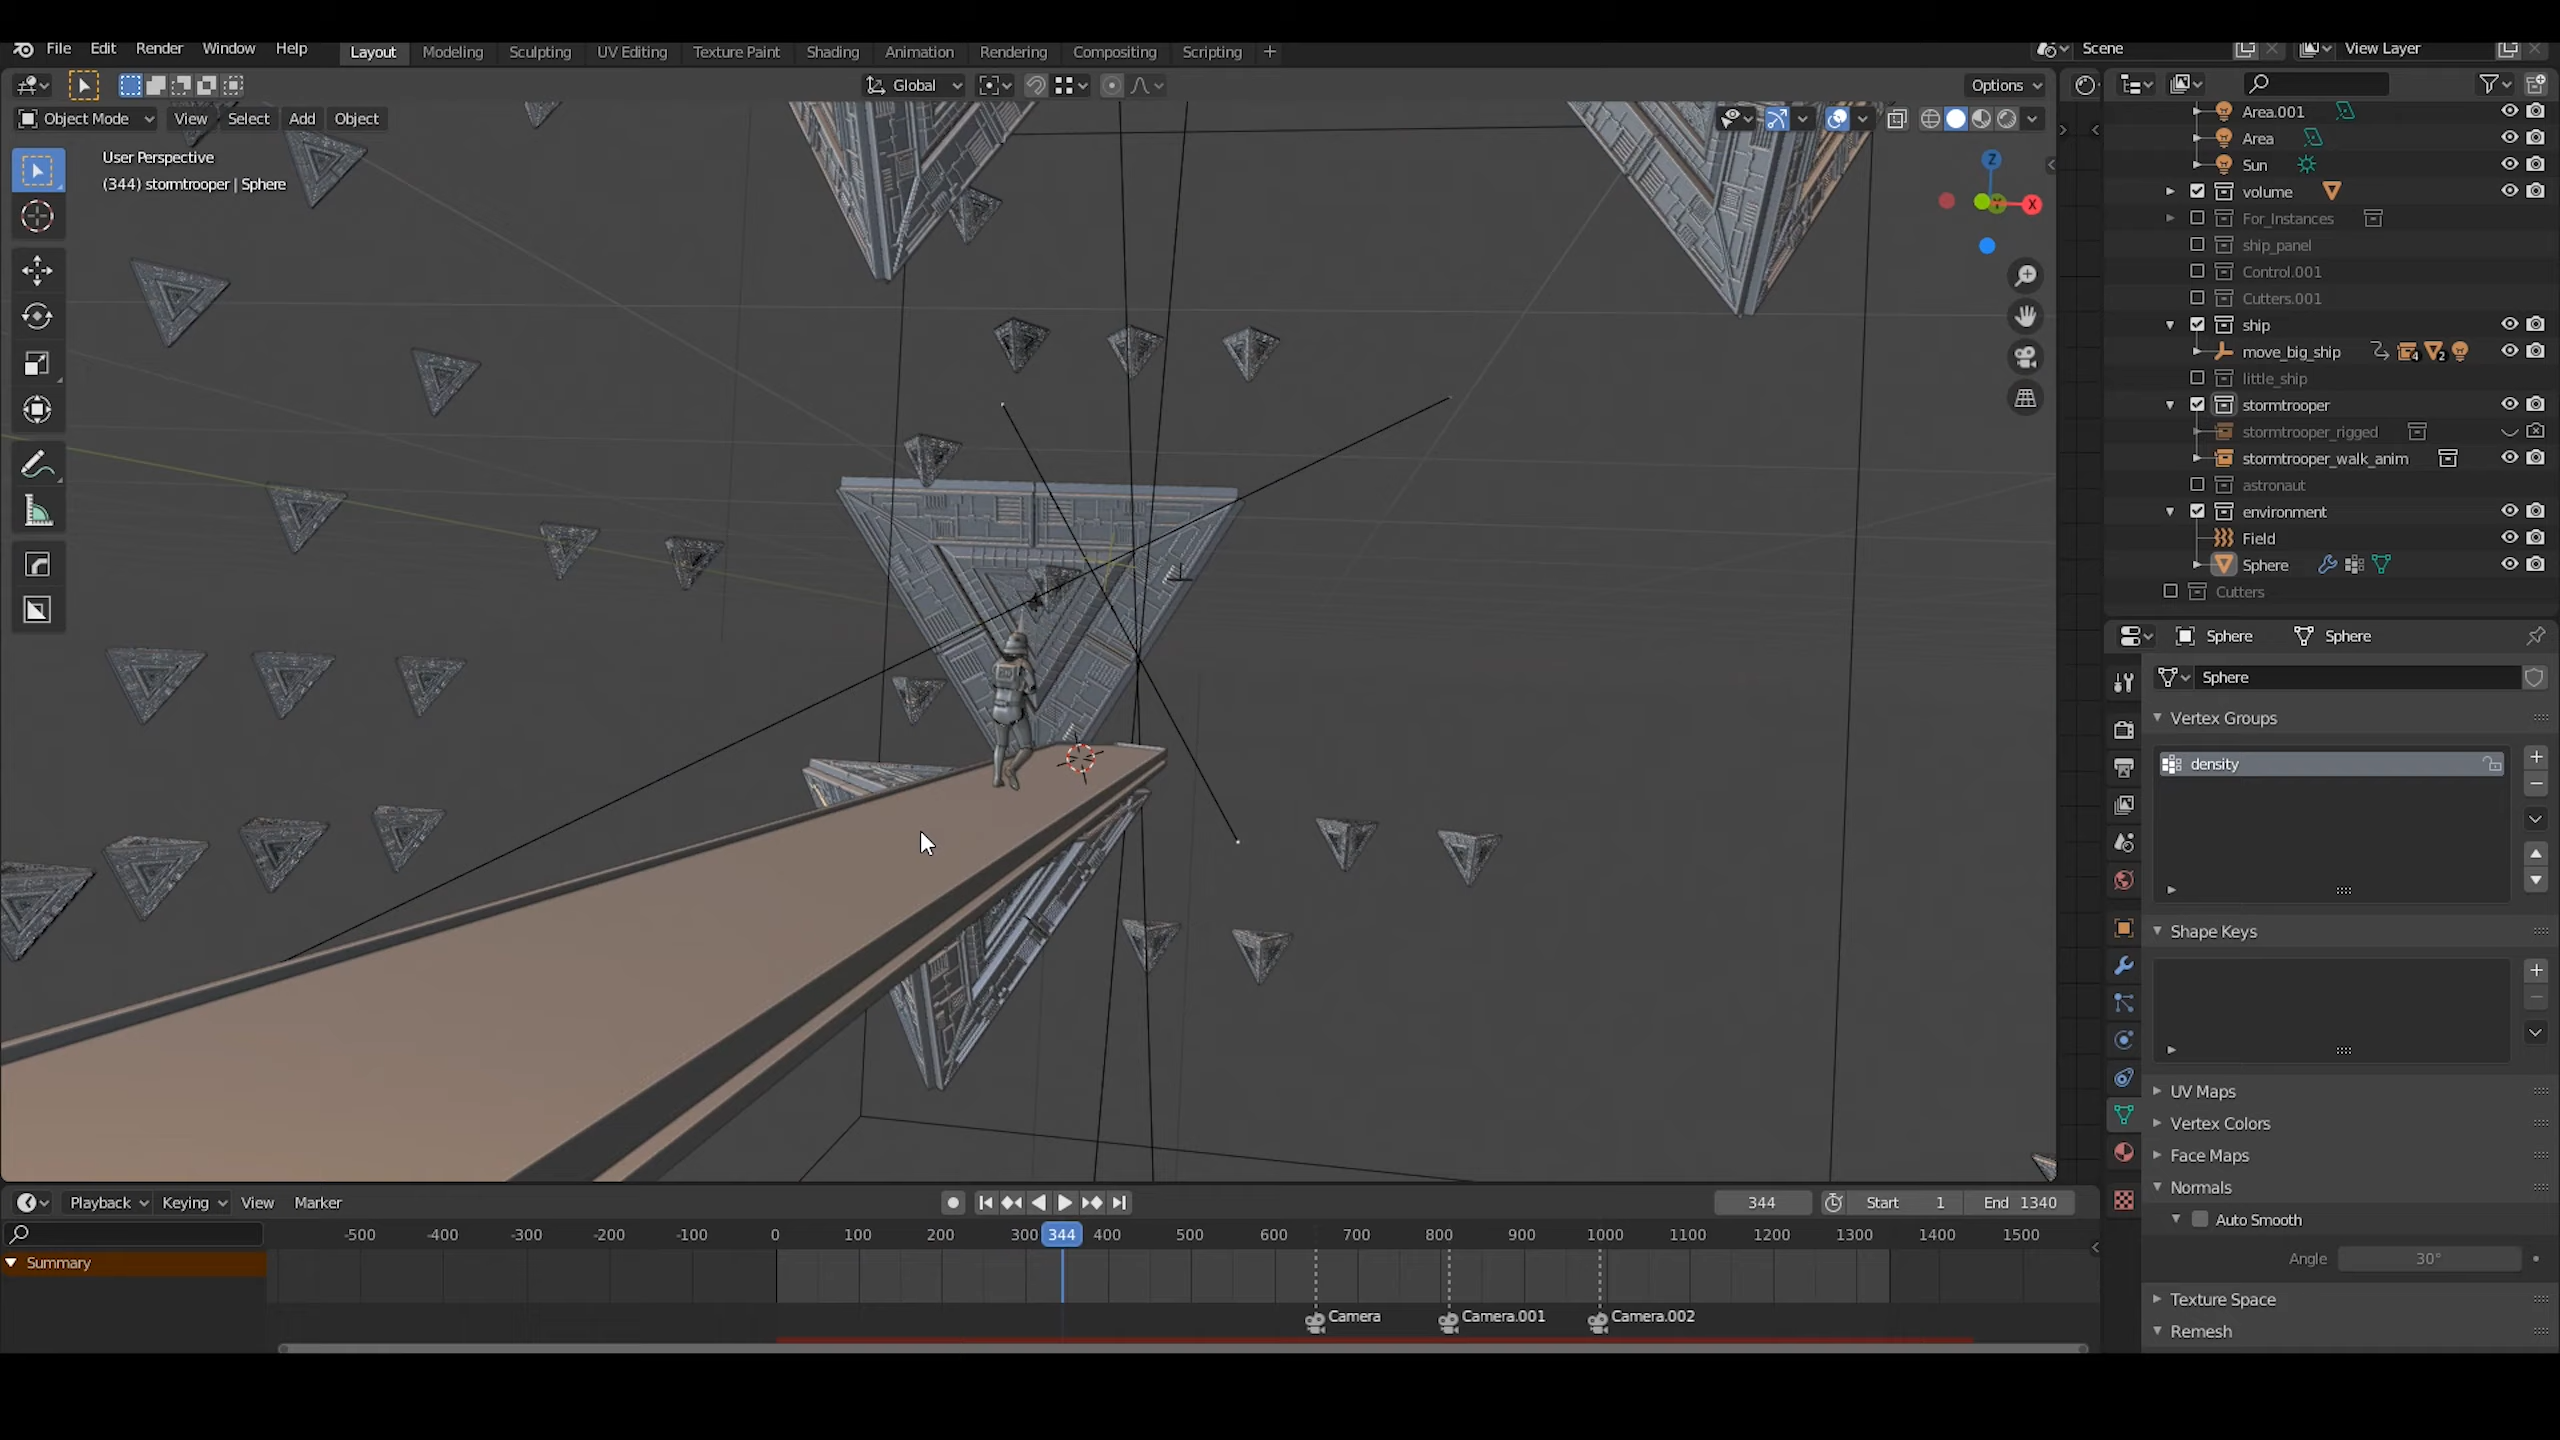 File Edit Render Window Help Layout Modeling Sculpting UV Editing Texture Paint Shading Animation Rendering Compositing Scripting + Scene View Layer
Global Options
Object Mode View Select Add Object
User Perspective
(344) stormtrooper | Sphere
Z
Y
X
Area.001
Area
Sun
volume
For_Instances
ship_panel
Control.001
Cutters.001
ship
move_big_ship 4 2
little_ship
stormtrooper
stormtrooper_rigged
stormtrooper_walk_anim
astronaut
environment
Field
Sphere
Cutters
Sphere Sphere
Sphere
Vertex Groups
density
Shape Keys
UV Maps
Vertex Colors
Face Maps
Normals
Auto Smooth
Angle 30°
Texture Space
Remesh
Playback Keying View Marker 344 Start 1 End 1340
-500 -400 -300 -200 -100 0 100 200 300 344 400 500 600 700 800 900 1000 1100 1200 1300 1400 1500
Summary
Camera Camera.001 Camera.002